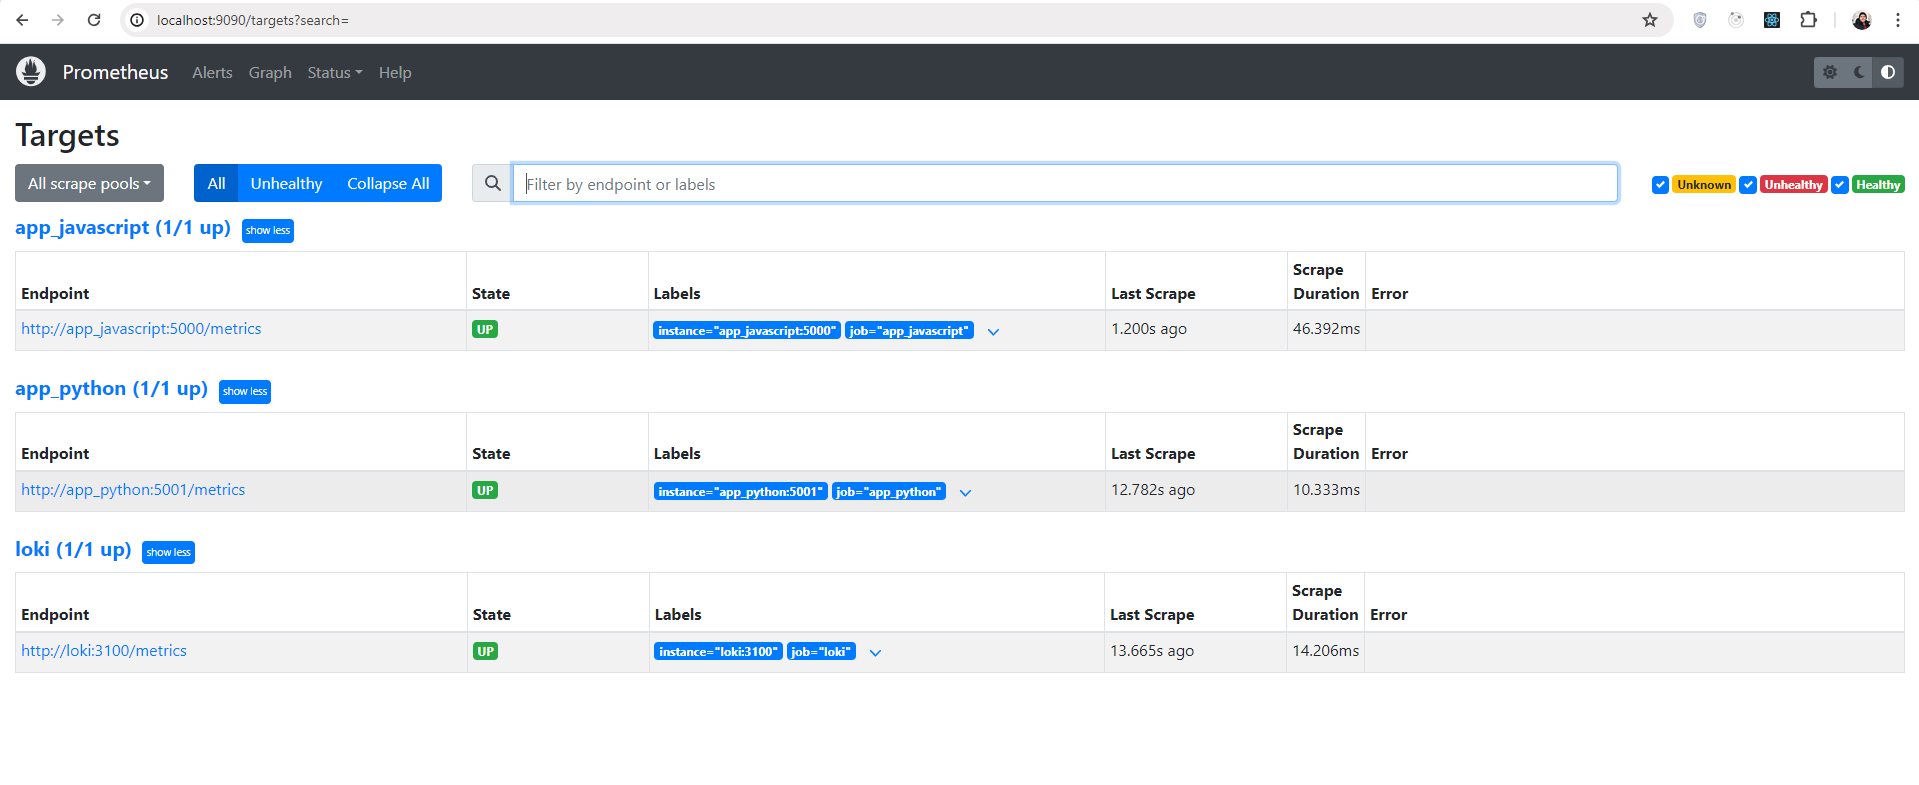 localhost:9090/targets?search=
Prometheus Alerts Graph Status Help
Targets
All scrape pools All Unhealthy Collapse All Filter by endpoint or labels Unknown Unhealthy Healthy
app_javascript (1/1 up) show less
Endpoint State Labels Last Scrape Scrape Duration Error
http://app_javascript:5000/metrics UP instance="app_javascript:5000" job="app_javascript" 1.200s ago 46.392ms
app_python (1/1 up) show less
Endpoint State Labels Last Scrape Scrape Duration Error
http://app_python:5001/metrics UP instance="app_python:5001" job="app_python" 12.782s ago 10.333ms
loki (1/1 up) show less
Endpoint State Labels Last Scrape Scrape Duration Error
http://loki:3100/metrics UP instance="loki:3100" job="loki" 13.665s ago 14.206ms